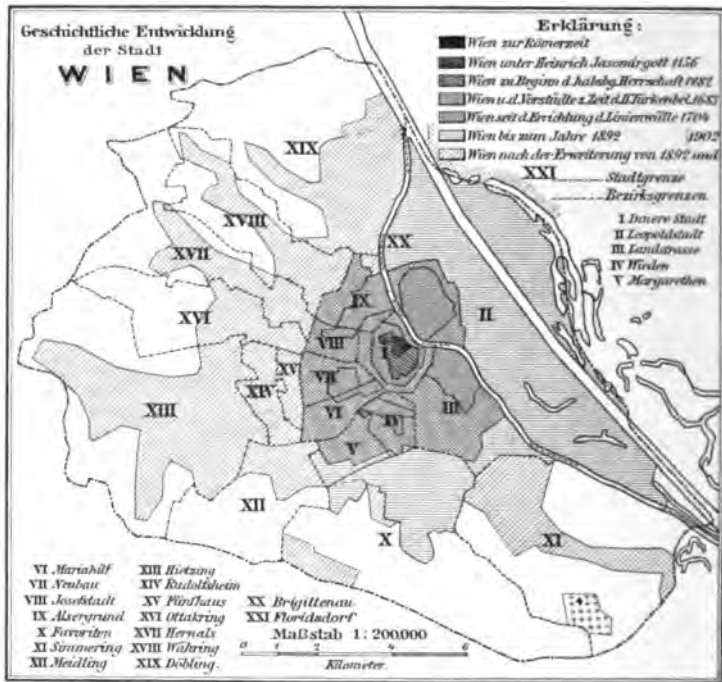 Geschichtliche Entwicklung
der Stadt
WIEN
Erklärung:
Wien zur Römerzeit
Wien unter Heinrich Jasomirgott 1156
Wien zu Beginn d. habsbg. Herrschaft 1282
Wien u. d. Vorstädte z. Zeit d. II. Türkenbel. 1683
Wien seit d. Errichtung d. Linienwälle 1704
Wien bis zum Jahre 1892
1902
Wien nach der Erweiterung von 1892 und
XXI
Stadtgrenze
Bezirksgrenzen
I Innere Stadt
II Leopoldstadt
III Landstrasse
IV Wieden
V Margarethen
XIX
XVIII
XVII
XX
XVI
IX
II
VIII
I
XV
VII
XIV
XIII
VI
IV
III
V
XII
X
XI
VI Mariahilf
VII Neubau
VIII Josefstadt
IX Alsergrund
X Favoriten
XI Simmering
XII Meidling
XIII Hietzing
XIV Rudolfsheim
XV Fünfhaus
XVI Ottakring
XVII Hernals
XVIII Währing
XIX Döbling
XX Brigittenau
XXI Floridsdorf
Maßstab 1:200.000
0 2 4 6
Kilometer.